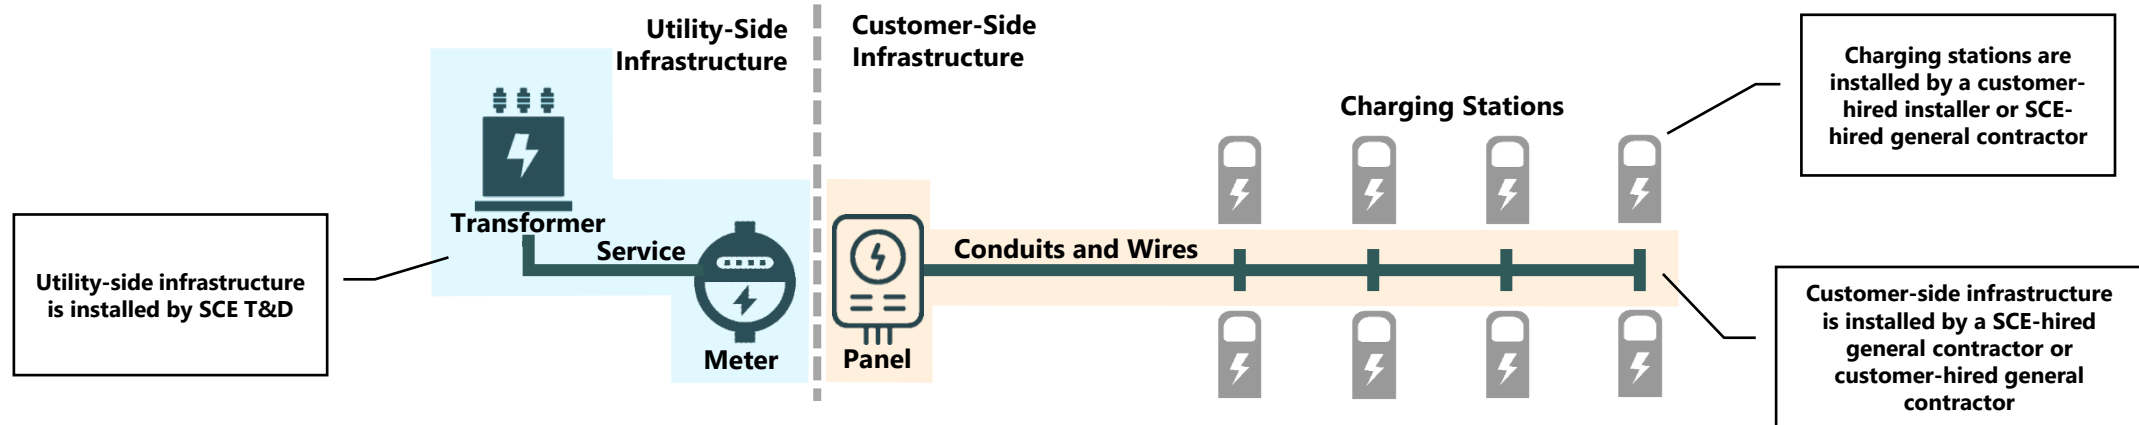 Utility-Side
Infrastructure
Customer-Side
Infrastructure
Charging stations are
installed by a customer-
hired installer or SCE-
hired general contractor
Charging Stations
Transformer
Service
Conduits and Wires
Utility-side infrastructure
is installed by SCE T&D
Customer-side infrastructure
is installed by a SCE-hired
general contractor or
customer-hired general
contractor
Meter
Panel